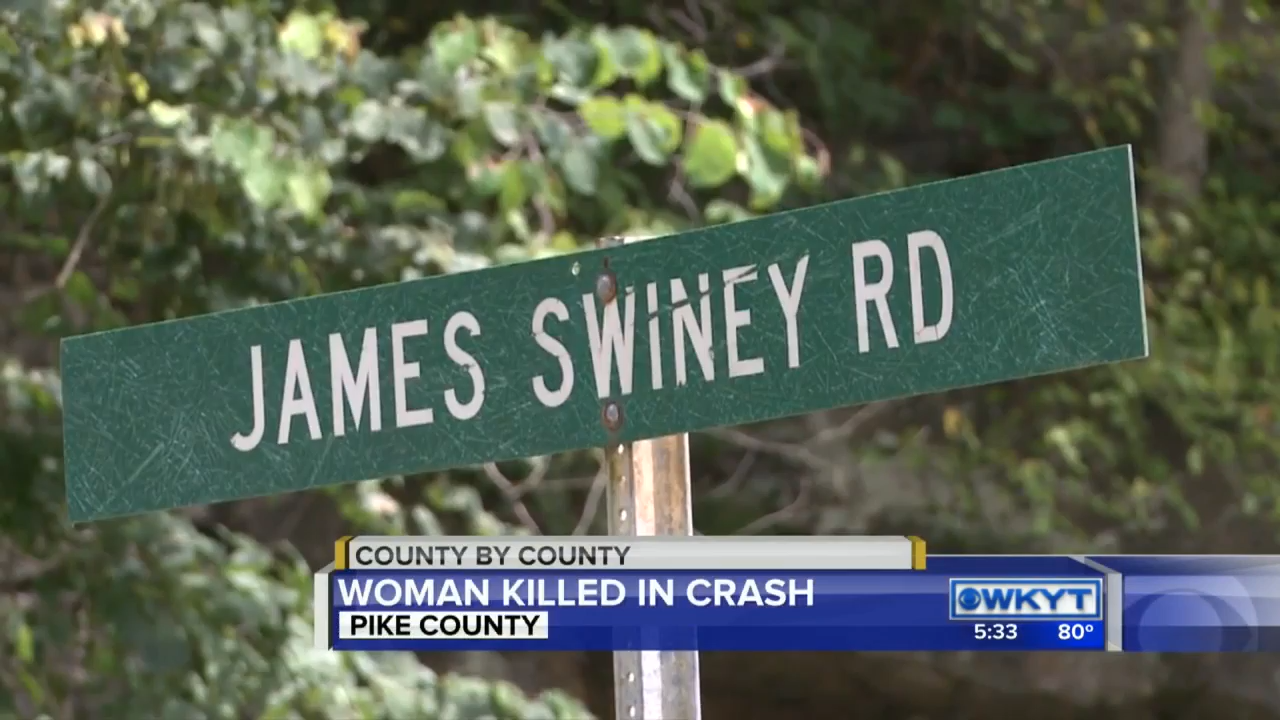 JAMES SWINEY RD
COUNTY BY COUNTY
WOMAN KILLED IN CRASH
PIKE COUNTY
WKYT
5:33 80°